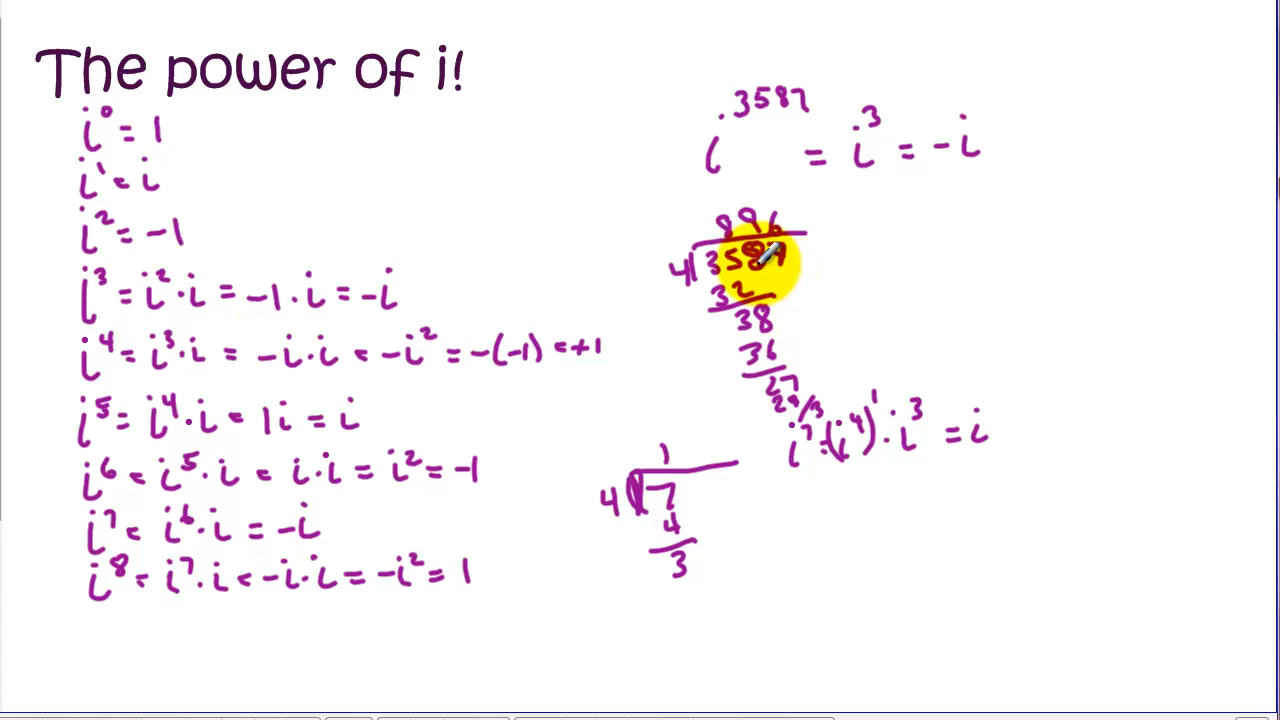 The power of i!
i⁰ = 1
i¹ = i
i² = -1
i³ = i² · i = -1 · i = -i
i⁴ = i³ · i = -i · i = -i² = -(-1) = +1
i⁵ = i⁴ · i = 1i = i
i⁶ = i⁵ · i = i · i = i² = -1
i⁷ = i⁶ · i = -i
i⁸ = i⁷ · i = -i · i = -i² = 1
i³⁵⁸⁷ = i³ = -i
896
4 3587
32
38
36
27
24/3
i⁷ = (i⁴)¹ · i³ = i
1
4 7
4
3